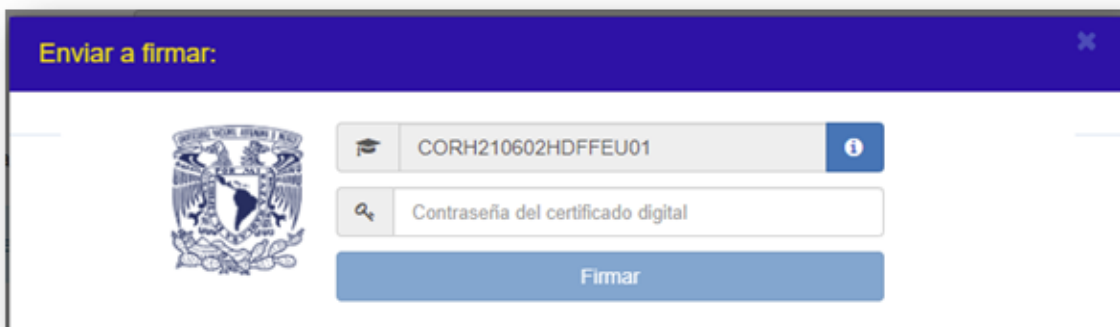 Enviar a firmar:
CORH210602HDFFEU01
Contraseña del certificado digital
Firmar